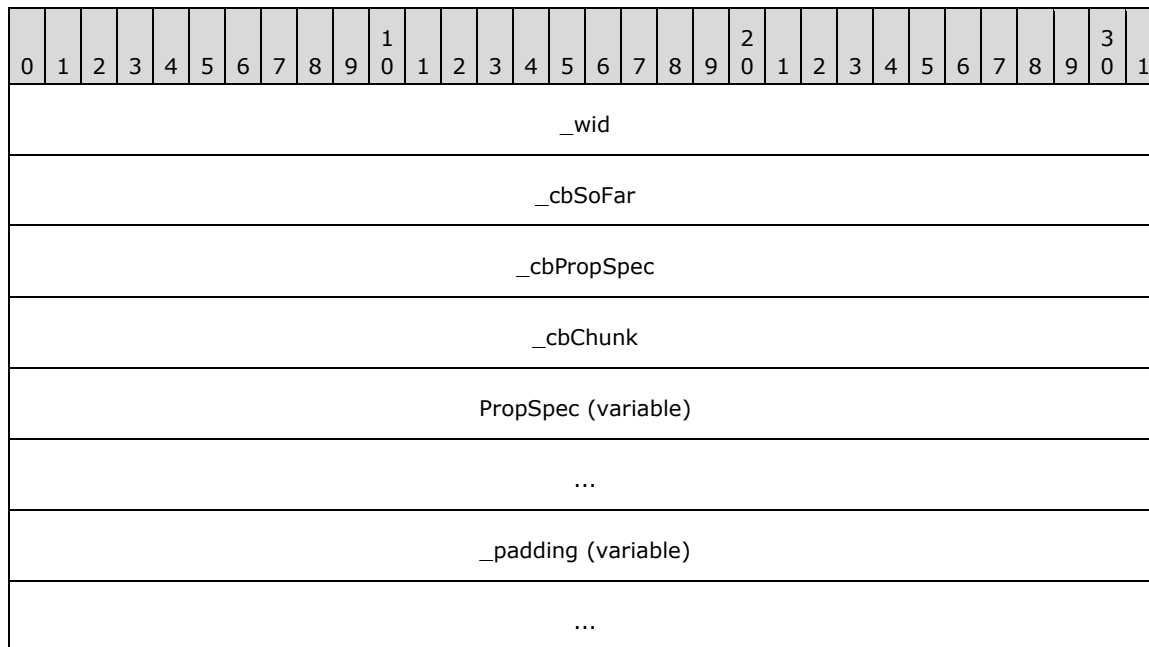 1 2 3
0 1 2 3 4 5 6 7 8 9 0 1 2 3 4 5 6 7 8 9 0 1 2 3 4 5 6 7 8 9 0 1
_wid
_cbSoFar
_cbPropSpec
_cbChunk
PropSpec (variable)
...
_padding (variable)
...